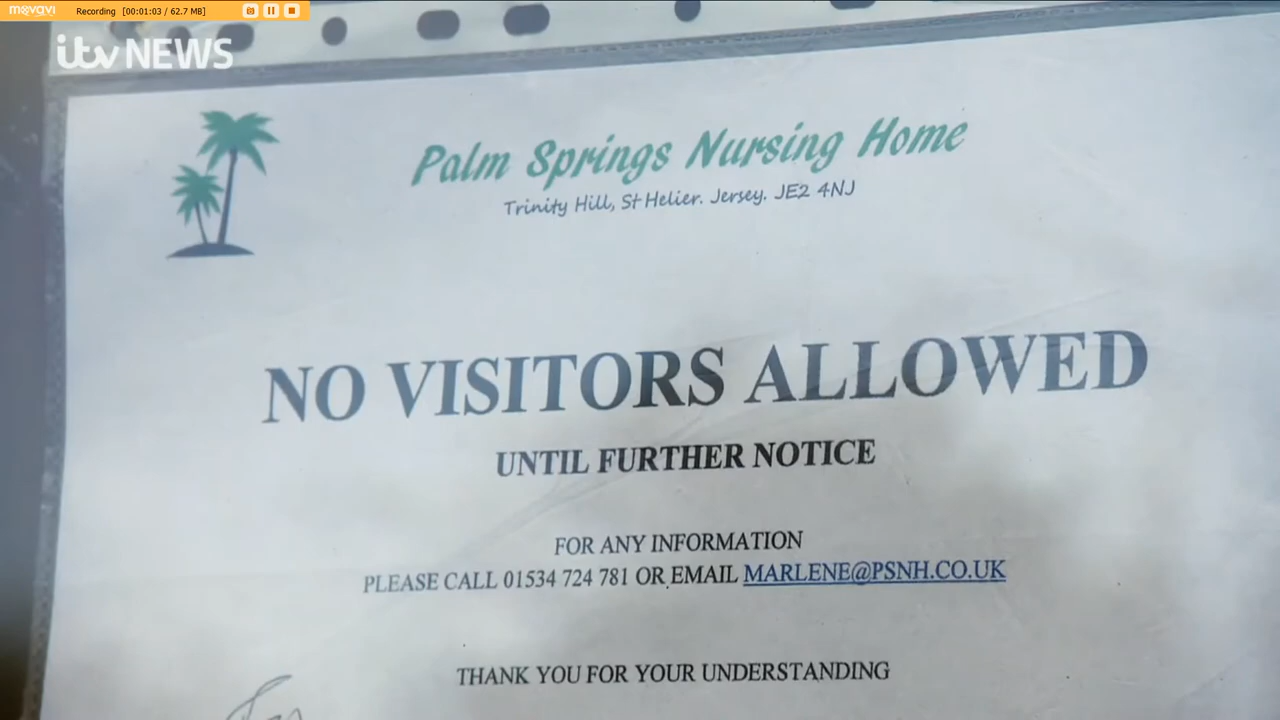 movavi
Recording [00:01:03 / 62.7 MB]
itv NEWS
Palm Springs Nursing Home
Trinity Hill, St Helier. Jersey. JE2 4NJ
NO VISITORS ALLOWED
UNTIL FURTHER NOTICE
FOR ANY INFORMATION
PLEASE CALL 01534 724 781 OR EMAIL MARLENE@PSNH.CO.UK
THANK YOU FOR YOUR UNDERSTANDING